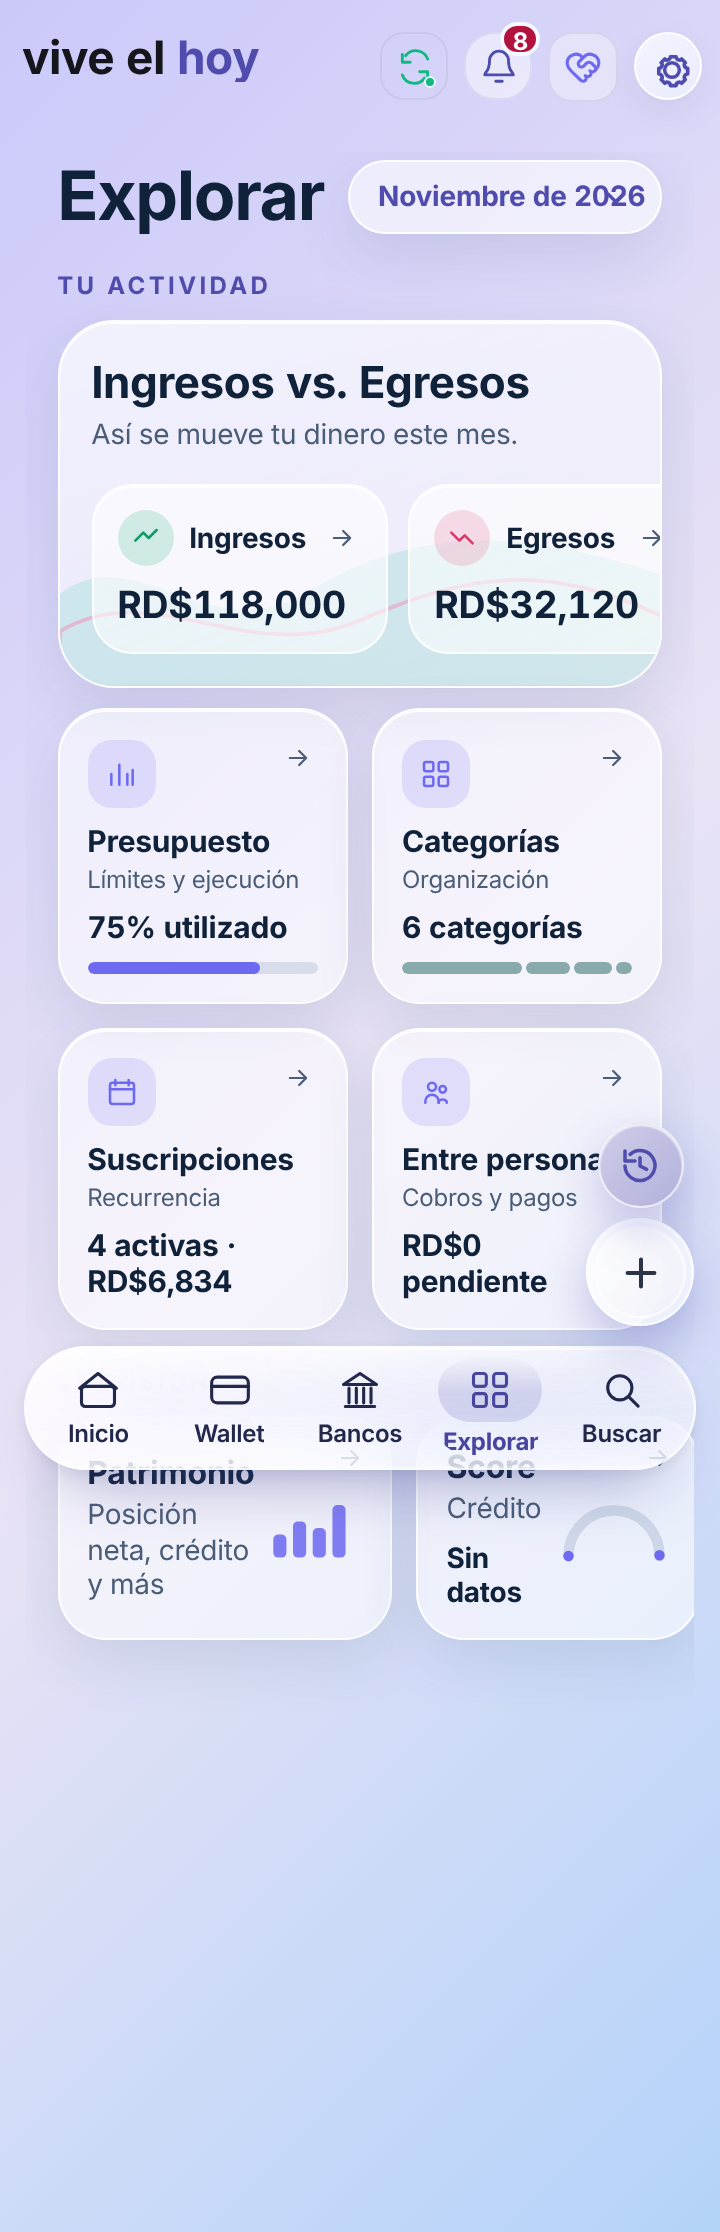 vive el hoy
8
Explorar
Noviembre de 2026
TU ACTIVIDAD
Ingresos vs. Egresos
Así se mueve tu dinero este mes.
Ingresos
Egresos
RD$118,000
RD$32,120
Presupuesto
Categorías
Límites y ejecución
Organización
75% utilizado
6 categorías
Suscripciones
Entre persona
Recurrencia
Cobros y pagos
4 activas ·
RD$6,834
RD$0
pendiente
Inicio
Wallet
Bancos
Explorar
Buscar
Patrimonio
Score
Posición
neta, crédito
y más
Crédito
Sin
datos